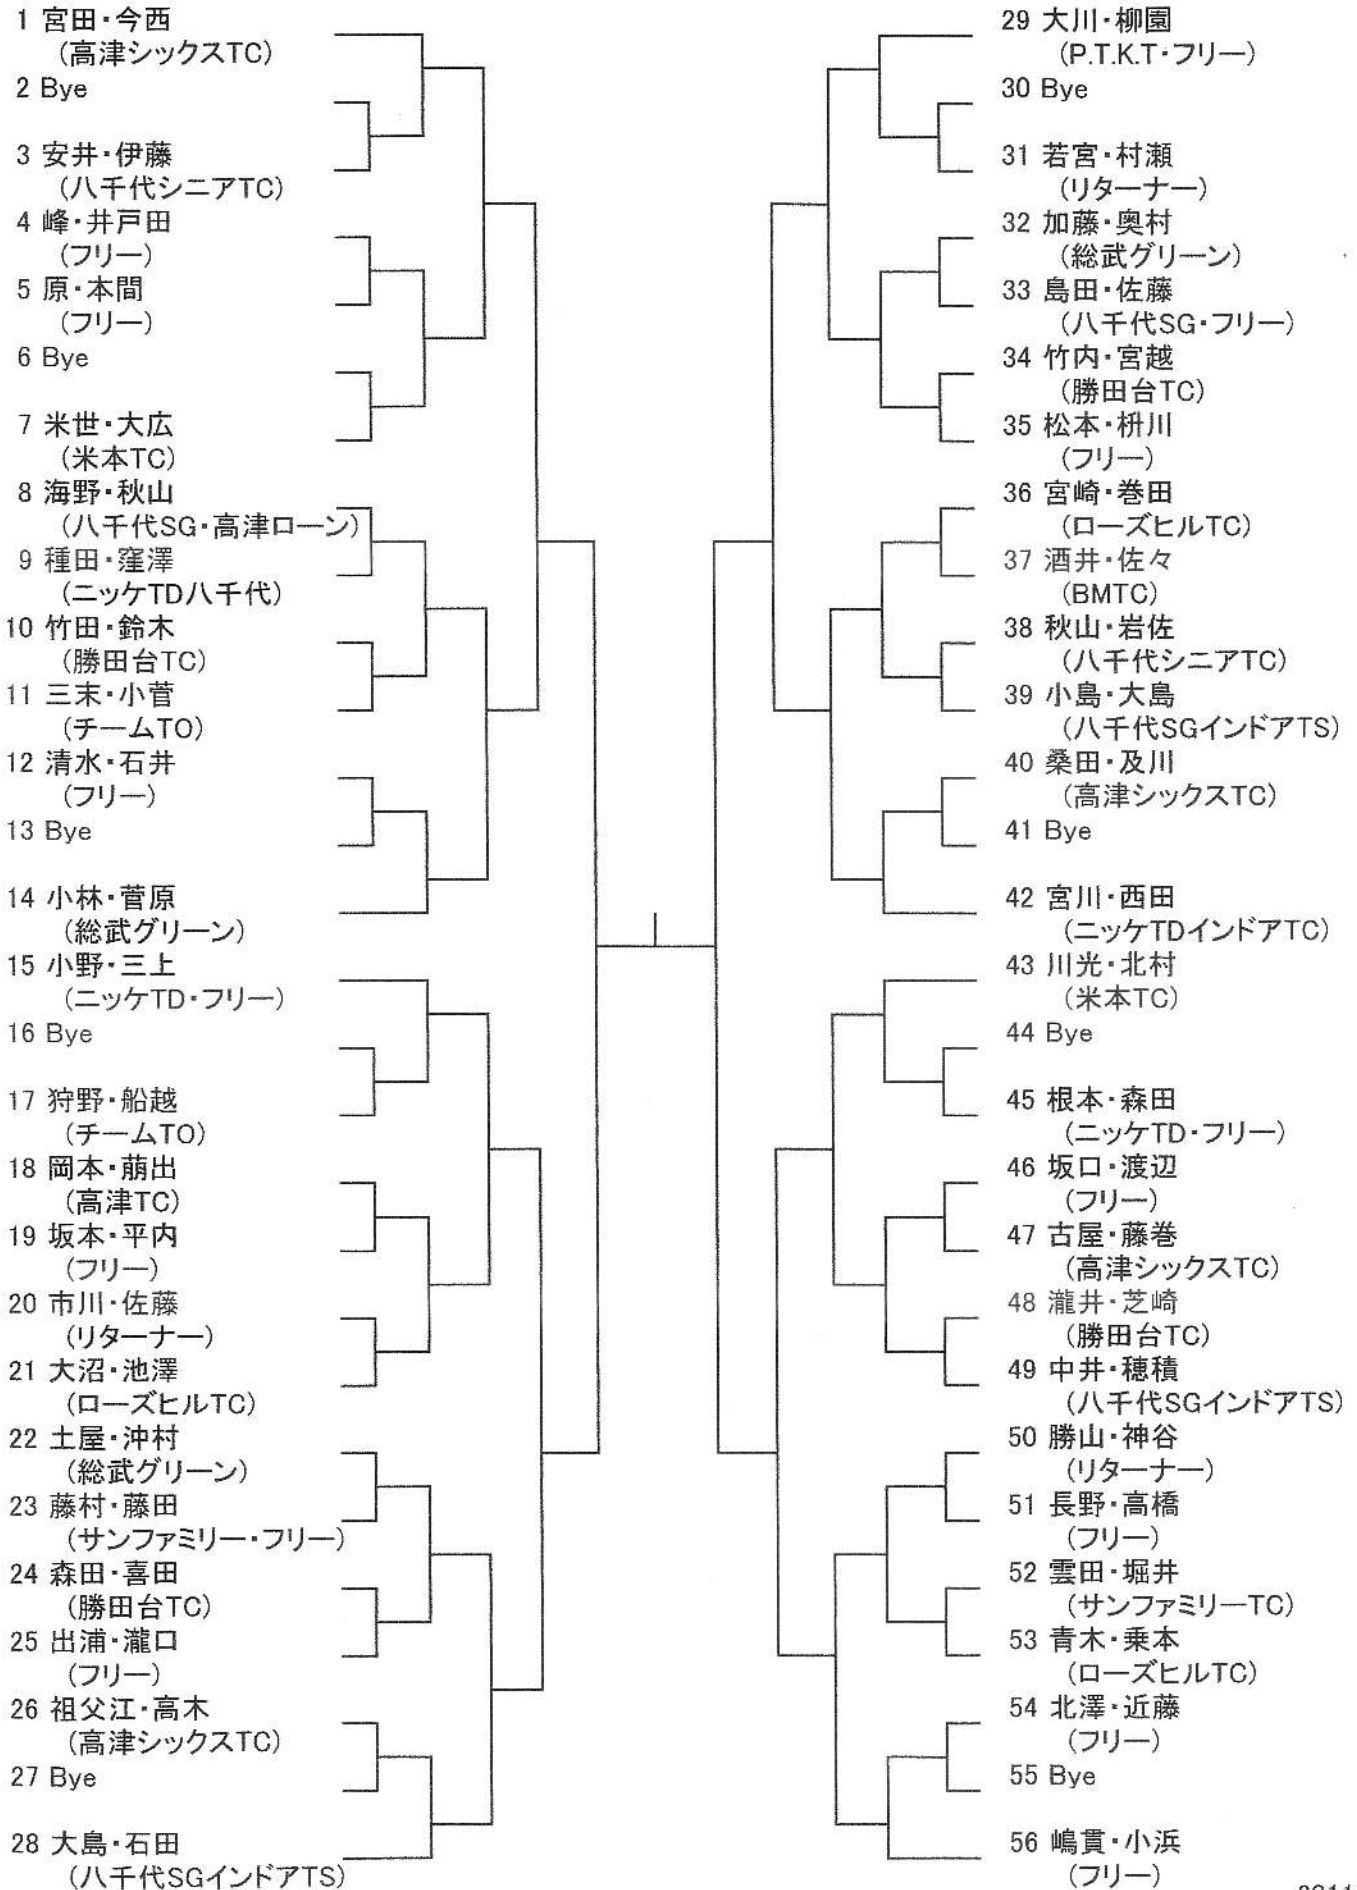 1 宮田・今西
(高津シックスTC)
2 Bye
3 安井・伊藤
(八千代シニアTC)
4 峰・井戸田
(フリー)
5 原・本間
(フリー)
6 Bye
7 米世・大広
(米本TC)
8 海野・秋山
(八千代SG・高津ローン)
9 種田・窪澤
(ニッケTD八千代)
10 竹田・鈴木
(勝田台TC)
11 三末・小菅
(チームTO)
12 清水・石井
(フリー)
13 Bye
14 小林・菅原
(総武グリーン)
15 小野・三上
(ニッケTD・フリー)
16 Bye
17 狩野・船越
(チームTO)
18 岡本・萠出
(高津TC)
19 坂本・平内
(フリー)
20 市川・佐藤
(リターナー)
21 大沼・池澤
(ローズヒルTC)
22 土屋・沖村
(総武グリーン)
23 藤村・藤田
(サンファミリー・フリー)
24 森田・喜田
(勝田台TC)
25 出浦・瀧口
(フリー)
26 祖父江・高木
(高津シックスTC)
27 Bye
28 大島・石田
(八千代SGインドアTS)
29 大川・柳園
(P.T.K.T・フリー)
30 Bye
31 若宮・村瀬
(リターナー)
32 加藤・奥村
(総武グリーン)
33 島田・佐藤
(八千代SG・フリー)
34 竹内・宮越
(勝田台TC)
35 松本・枡川
(フリー)
36 宮崎・巻田
(ローズヒルTC)
37 酒井・佐々
(BMTC)
38 秋山・岩佐
(八千代シニアTC)
39 小島・大島
(八千代SGインドアTS)
40 桑田・及川
(高津シックスTC)
41 Bye
42 宮川・西田
(ニッケTDインドアTC)
43 川光・北村
(米本TC)
44 Bye
45 根本・森田
(ニッケTD・フリー)
46 坂口・渡辺
(フリー)
47 古屋・藤巻
(高津シックスTC)
48 瀧井・芝崎
(勝田台TC)
49 中井・穂積
(八千代SGインドアTS)
50 勝山・神谷
(リターナー)
51 長野・高橋
(フリー)
52 雲田・堀井
(サンファミリーTC)
53 青木・乗本
(ローズヒルTC)
54 北澤・近藤
(フリー)
55 Bye
56 嶋貫・小浜
(フリー)